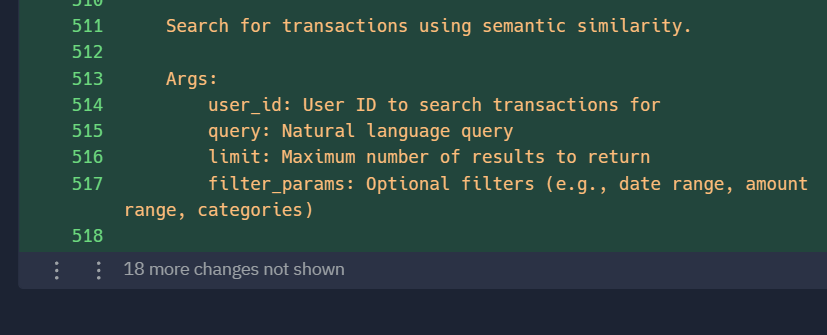 510
511 Search for transactions using semantic similarity.
512
513 Args:
514 user_id: User ID to search transactions for
515 query: Natural language query
516 limit: Maximum number of results to return
517 filter_params: Optional filters (e.g., date range, amount
range, categories)
518
18 more changes not shown